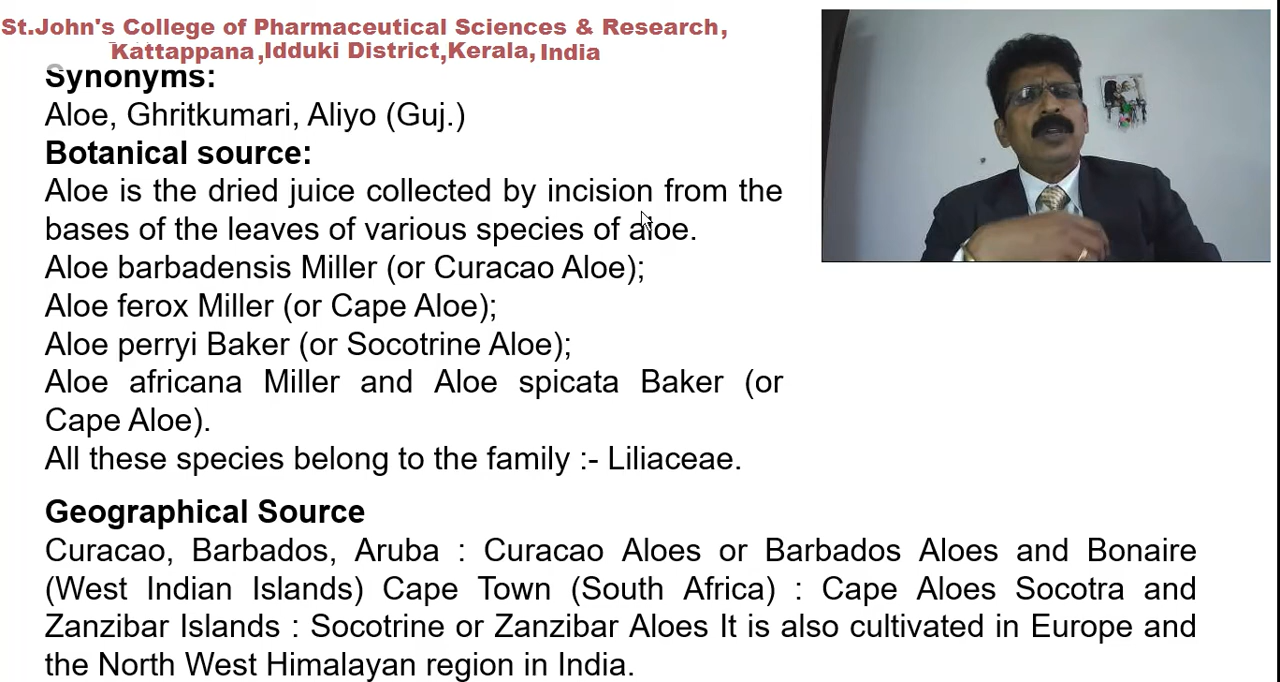 St.John's College of Pharmaceutical Sciences & Research,
Kattappana,Idduki District,Kerala, India
Synonyms:
Aloe, Ghritkumari, Aliyo (Guj.)
Botanical source:
Aloe is the dried juice collected by incision from the
bases of the leaves of various species of aloe.
Aloe barbadensis Miller (or Curacao Aloe);
Aloe ferox Miller (or Cape Aloe);
Aloe perryi Baker (or Socotrine Aloe);
Aloe africana Miller and Aloe spicata Baker (or
Cape Aloe).
All these species belong to the family :- Liliaceae.
Geographical Source
Curacao, Barbados, Aruba : Curacao Aloes or Barbados Aloes and Bonaire
(West Indian Islands) Cape Town (South Africa) : Cape Aloes Socotra and
Zanzibar Islands : Socotrine or Zanzibar Aloes It is also cultivated in Europe and
the North West Himalayan region in India.